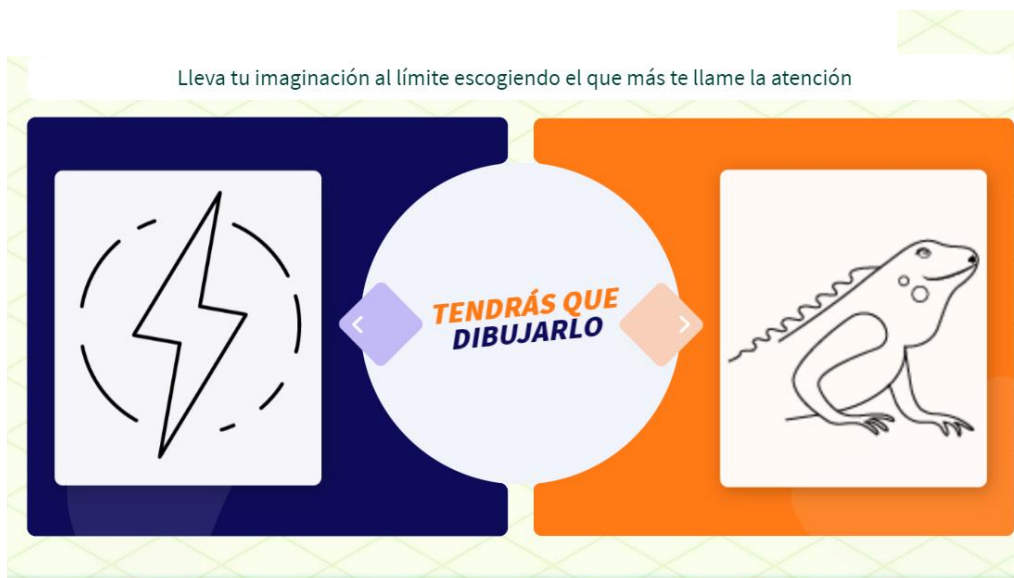 Lleva tu imaginación al límite escogiendo el que más te llame la atención
TENDRÁS QUE
DIBUJARLO